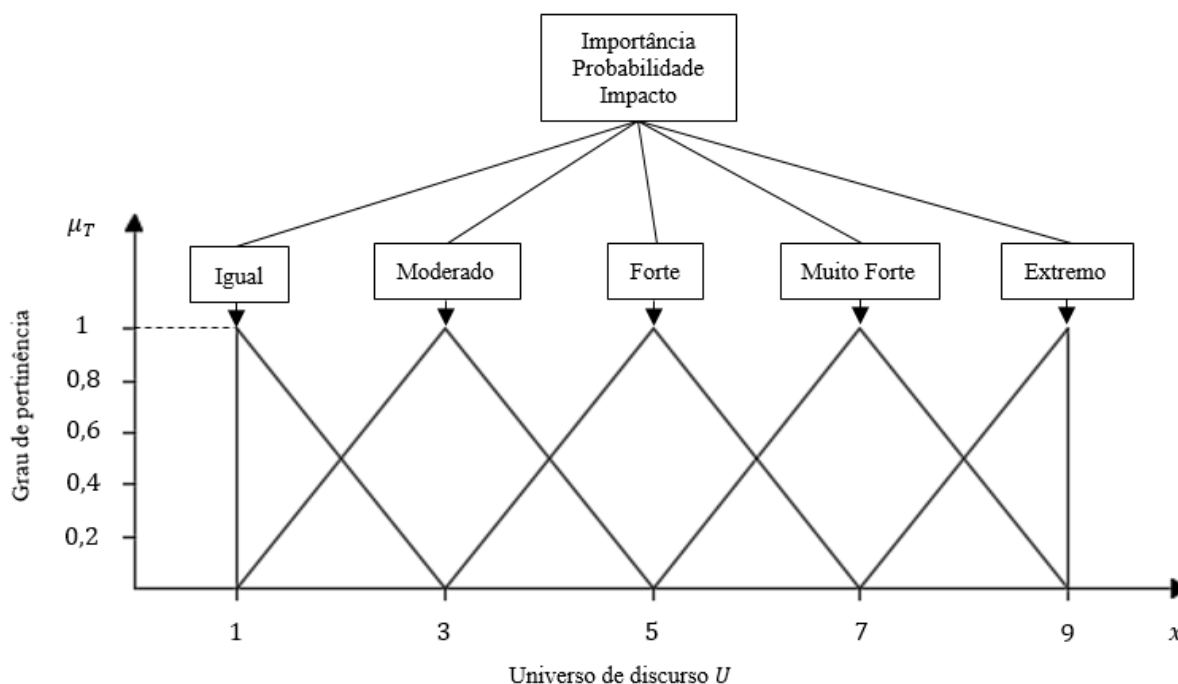 Importância
Probabilidade
Impacto
μ_T
Igual
Moderado
Forte
Muito Forte
Extremo
Grau de pertinência
1
0,8
0,6
0,4
0,2
1 3 5 7 9 x
Universo de discurso U